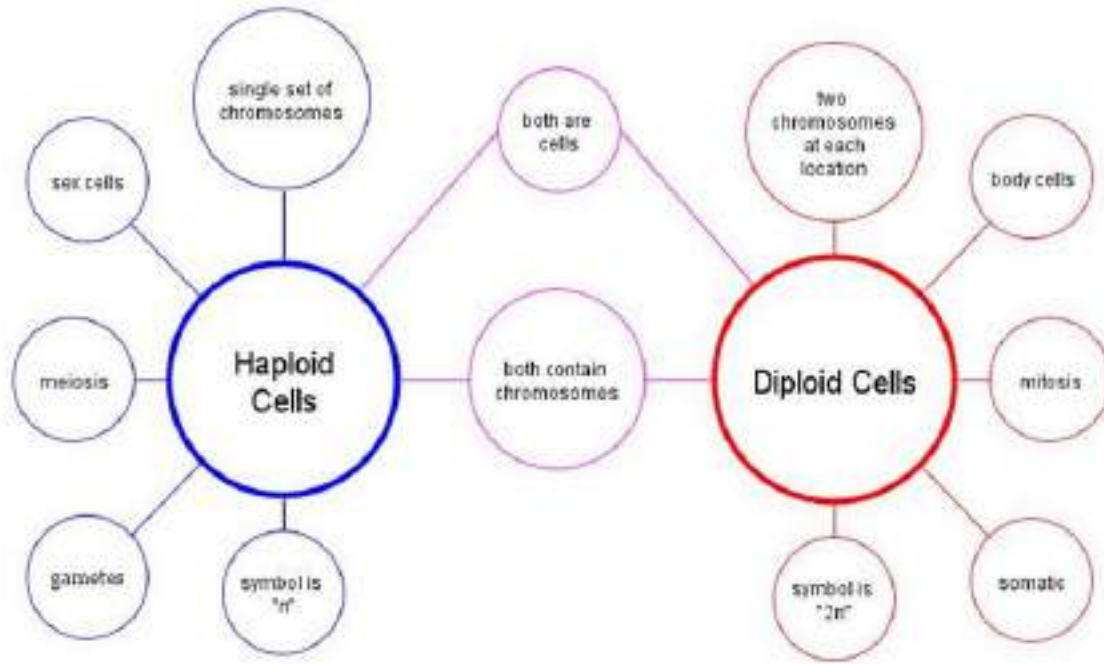 single set of
chromosomes
sex cells
meiosis
gametes
symbol is
"n"
Haploid
Cells
both are
cells
both contain
chromosomes
Diploid Cells
two
chromosomes
at each
location
body cells
mitosis
somatic
symbol is
"2n"